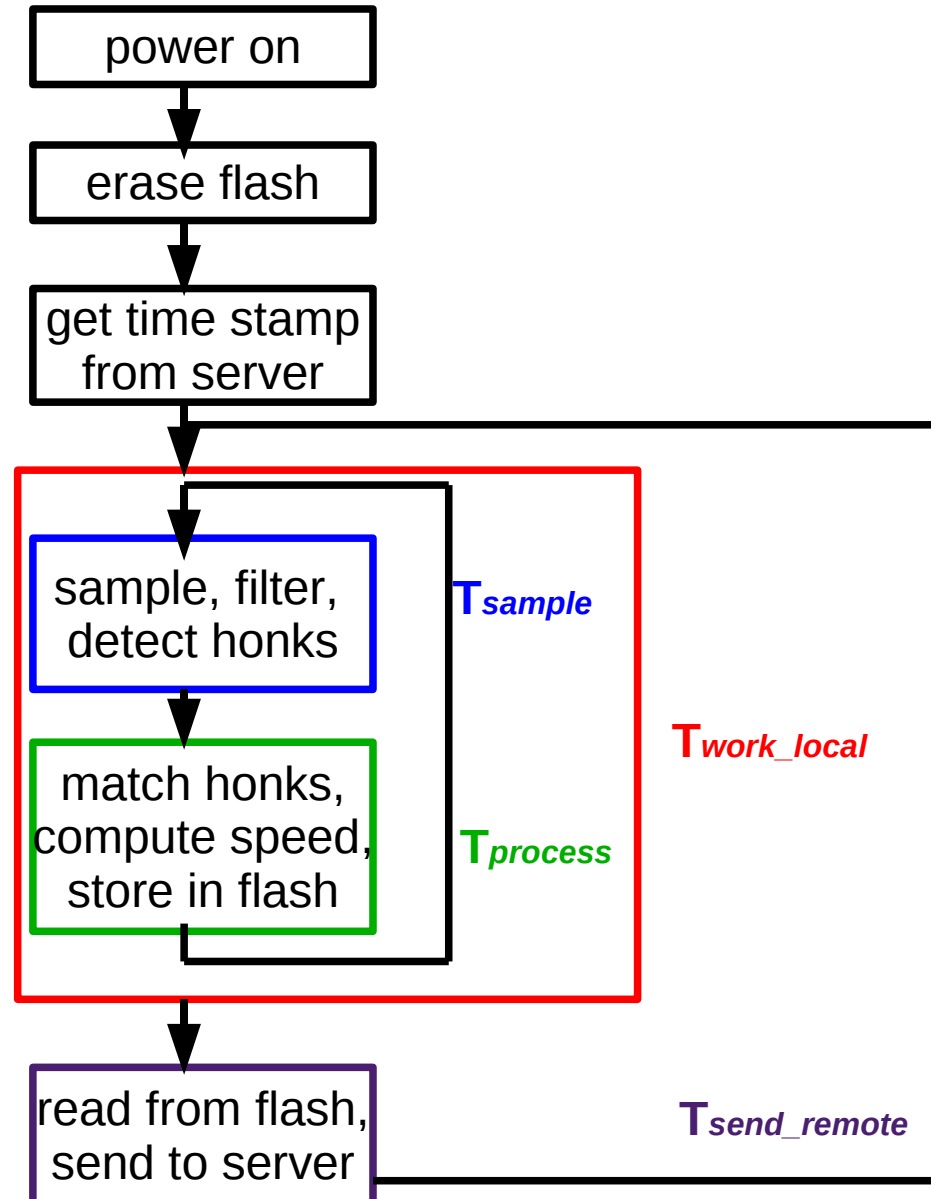 power on
erase flash
get time stamp
from server
sample, filter,
detect honks
Tsample
match honks,
compute speed,
store in flash
Tprocess
Twork_local
read from flash,
send to server
Tsend_remote